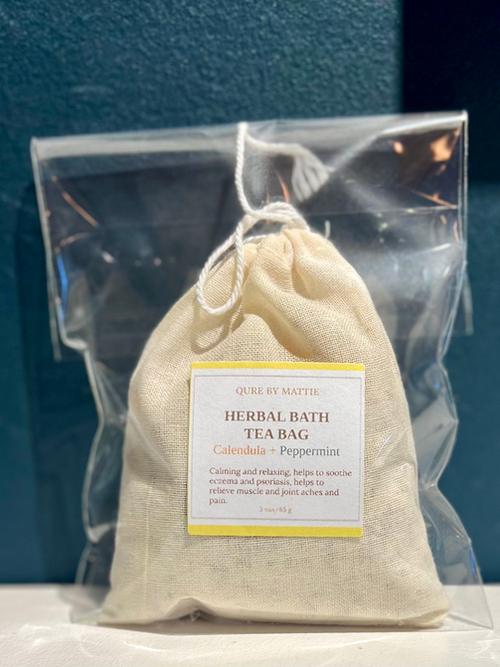 QURE BY MATTIE
HERBAL BATH
TEA BAG
Calendula + Peppermint
Calming and relaxing, helps to soothe
eczema and psoriasis, helps to
relieve muscle and joint aches and
pain.